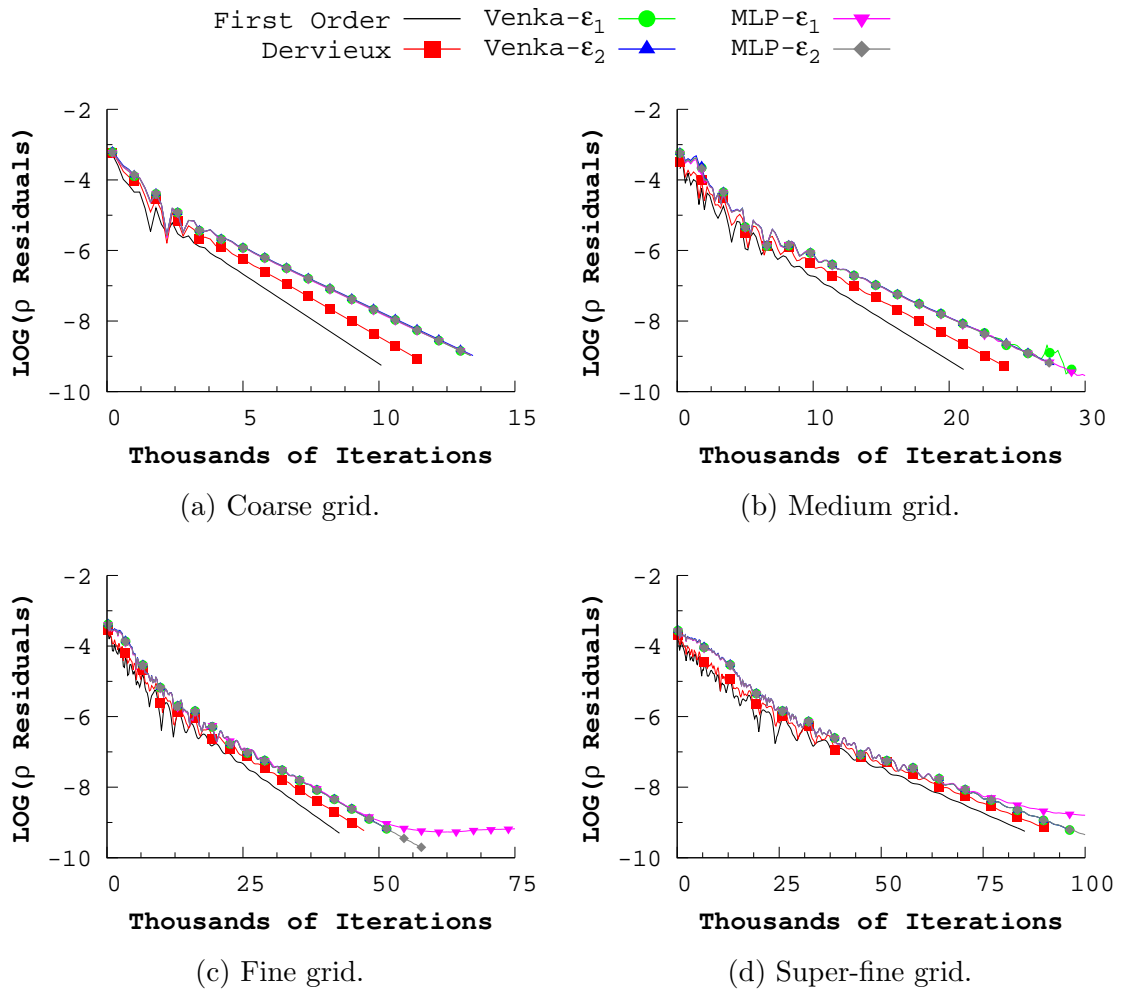 First Order Venka-ε1 MLP-ε1
Dervieux Venka-ε2 MLP-ε2
LOG(ρ Residuals)
-2
-4
-6
-8
-10
0 5 10 15
Thousands of Iterations
(a) Coarse grid.
LOG(ρ Residuals)
-2
-4
-6
-8
-10
0 10 20 30
Thousands of Iterations
(b) Medium grid.
LOG(ρ Residuals)
-2
-4
-6
-8
-10
0 25 50 75
Thousands of Iterations
(c) Fine grid.
LOG(ρ Residuals)
-2
-4
-6
-8
-10
0 25 50 75 100
Thousands of Iterations
(d) Super-fine grid.